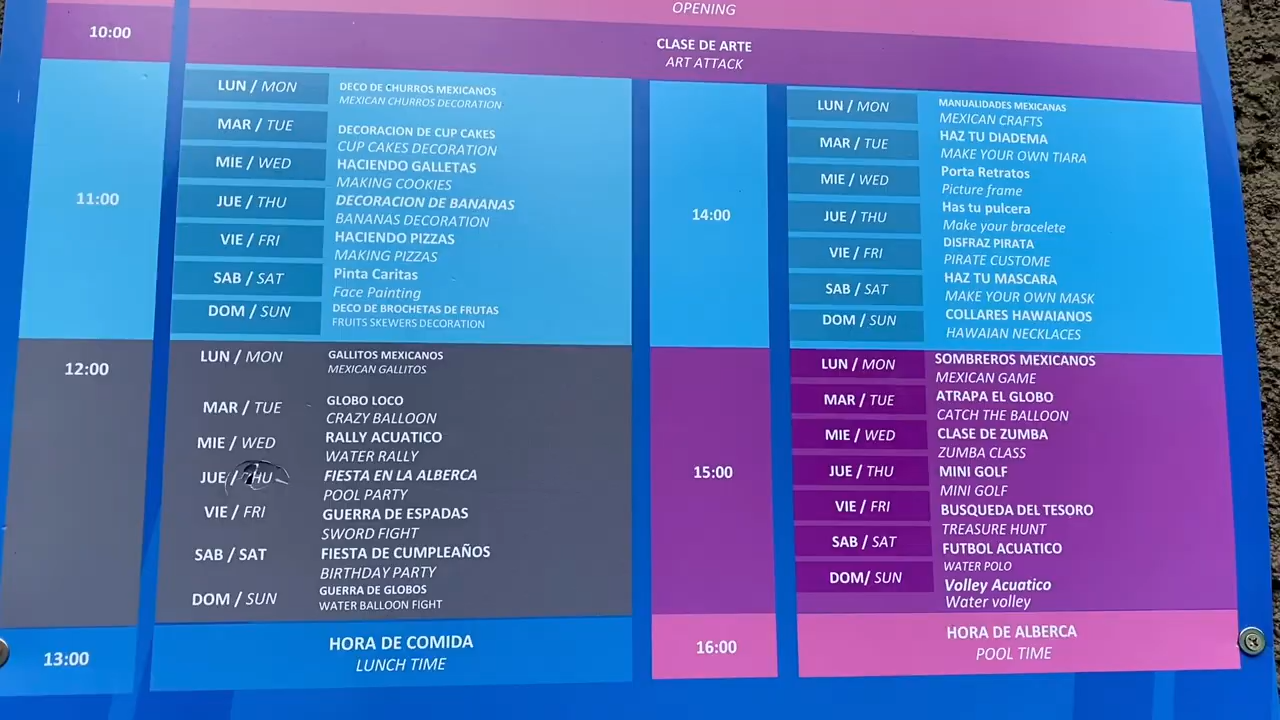 OPENING
10:00
CLASE DE ARTE
ART ATTACK
11:00
LUN / MON
DECO DE CHURROS MEXICANOS
MEXICAN CHURROS DECORATION
MAR / TUE
DECORACION DE CUP CAKES
CUP CAKES DECORATION
MIE / WED
HACIENDO GALLETAS
MAKING COOKIES
JUE / THU
DECORACION DE BANANAS
BANANAS DECORATION
VIE / FRI
HACIENDO PIZZAS
MAKING PIZZAS
SAB / SAT
Pinta Caritas
Face Painting
DOM / SUN
DECO DE BROCHETAS DE FRUTAS
FRUITS SKEWERS DECORATION
12:00
LUN / MON
GALLITOS MEXICANOS
MEXICAN GALLITOS
MAR / TUE
GLOBO LOCO
CRAZY BALLOON
MIE / WED
RALLY ACUATICO
WATER RALLY
JUE / THU
FIESTA EN LA ALBERCA
POOL PARTY
VIE / FRI
GUERRA DE ESPADAS
SWORD FIGHT
SAB / SAT
FIESTA DE CUMPLEAÑOS
BIRTHDAY PARTY
DOM / SUN
GUERRA DE GLOBOS
WATER BALLOON FIGHT
13:00
HORA DE COMIDA
LUNCH TIME
14:00
LUN / MON
MANUALIDADES MEXICANAS
MEXICAN CRAFTS
MAR / TUE
HAZ TU DIADEMA
MAKE YOUR OWN TIARA
MIE / WED
Porta Retratos
Picture frame
JUE / THU
Has tu pulcera
Make your bracelete
VIE / FRI
DISFRAZ PIRATA
PIRATE CUSTOME
SAB / SAT
HAZ TU MASCARA
MAKE YOUR OWN MASK
DOM / SUN
COLLARES HAWAIANOS
HAWAIAN NECKLACES
15:00
LUN / MON
SOMBREROS MEXICANOS
MEXICAN GAME
MAR / TUE
ATRAPA EL GLOBO
CATCH THE BALLOON
MIE / WED
CLASE DE ZUMBA
ZUMBA CLASS
JUE / THU
MINI GOLF
MINI GOLF
VIE / FRI
BUSQUEDA DEL TESORO
TREASURE HUNT
SAB / SAT
FUTBOL ACUATICO
WATER POLO
DOM/ SUN
Volley Acuatico
Water volley
16:00
HORA DE ALBERCA
POOL TIME